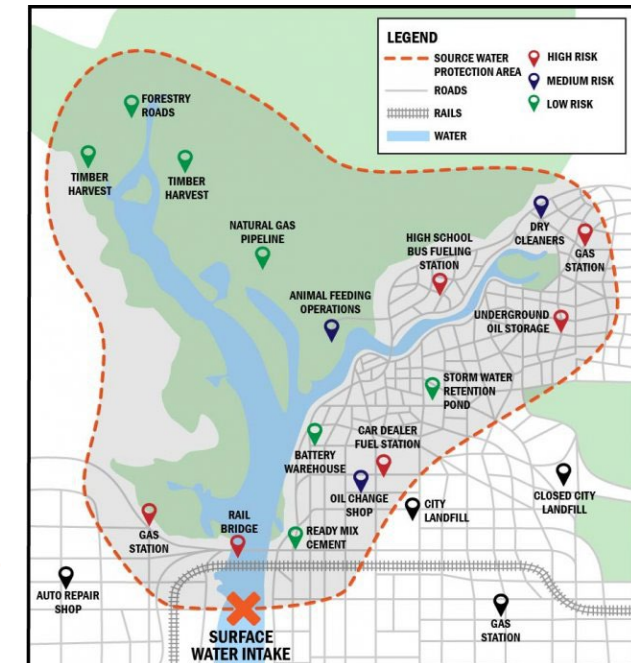 LEGEND
SOURCE WATER
PROTECTION AREA
ROADS
RAILS
WATER
HIGH RISK
MEDIUM RISK
LOW RISK
FORESTRY
ROADS
TIMBER
HARVEST
TIMBER
HARVEST
NATURAL GAS
PIPELINE
HIGH SCHOOL
BUS FUELING
STATION
DRY
CLEANERS
GAS
STATION
ANIMAL FEEDING
OPERATIONS
UNDERGROUND
OIL STORAGE
STORM WATER
RETENTION
POND
CAR DEALER
FUEL STATION
BATTERY
WAREHOUSE
OIL CHANGE
SHOP
CITY
LANDFILL
CLOSED CITY
LANDFILL
GAS
STATION
RAIL
BRIDGE
READY MIX
CEMENT
AUTO REPAIR
SHOP
GAS
STATION
SURFACE
WATER INTAKE